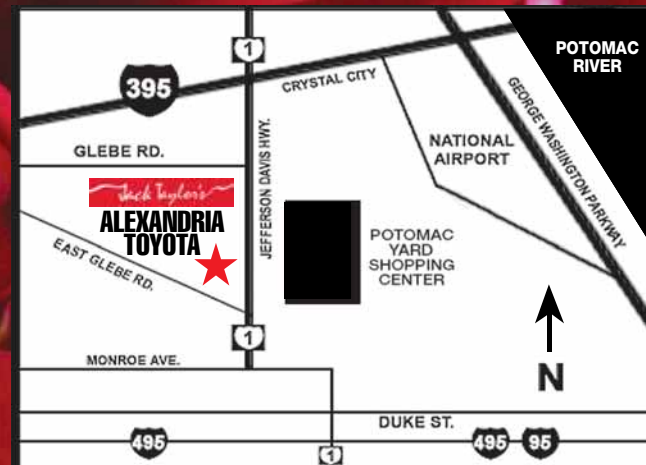 1
POTOMAC
RIVER
395
CRYSTAL CITY
GEORGE WASHINGTON PARKWAY
GLEBE RD.
JEFFERSON DAVIS HWY.
NATIONAL
AIRPORT
Jack Taylor's
ALEXANDRIA
TOYOTA
EAST GLEBE RD.
POTOMAC
YARD
SHOPPING
CENTER
1
MONROE AVE.
N
DUKE ST.
495
1
495
95